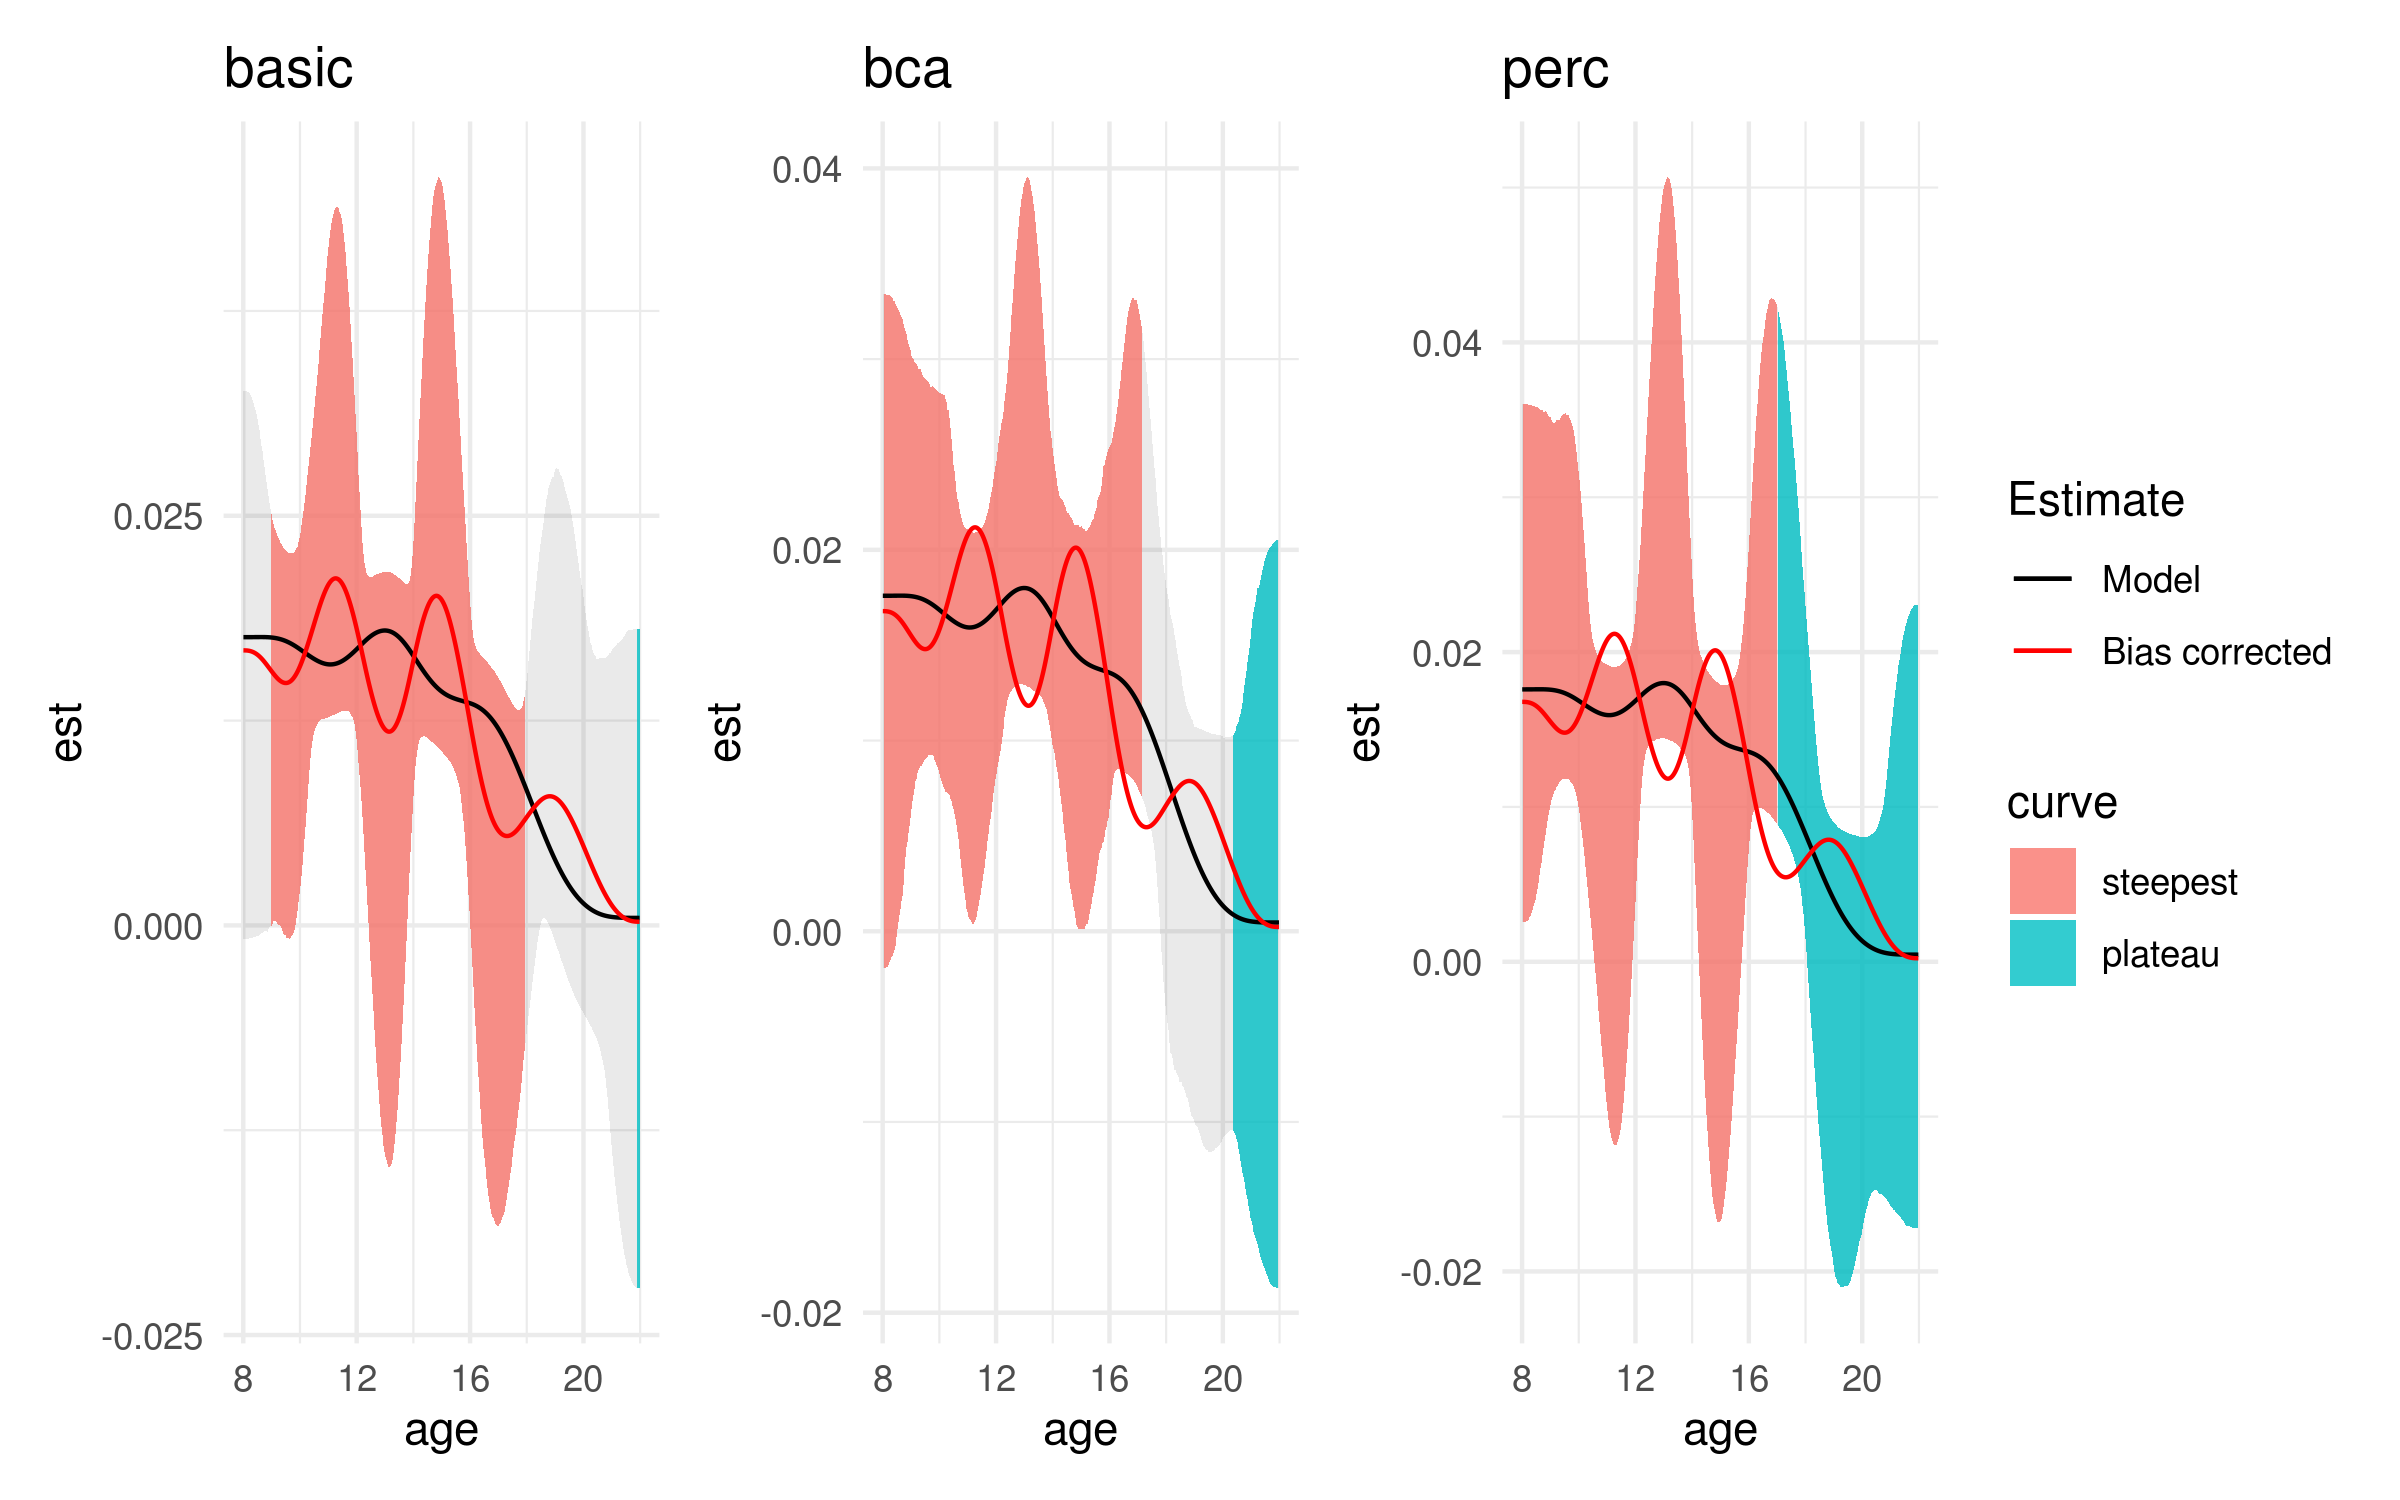 basic
bca
perc
0.025
0.000
-0.025
est
8 12 16 20
age
0.04
0.02
0.00
-0.02
est
8 12 16 20
age
0.04
0.02
0.00
-0.02
est
8 12 16 20
age
Estimate
Model
Bias corrected
curve
steepest
plateau